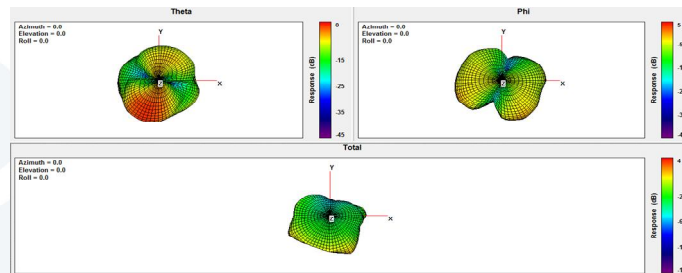 Theta
Azimuth = 0.0
Elevation = 0.0
Roll = 0.0
Y
X
Z
0
-15
-25
-35
-45
Response (dB)
Phi
Azimuth = 0.0
Elevation = 0.0
Roll = 0.0
Y
X
Z
5
Response (dB)
Total
Azimuth = 0.0
Elevation = 0.0
Roll = 0.0
Y
X
Z
4
Response (dB)